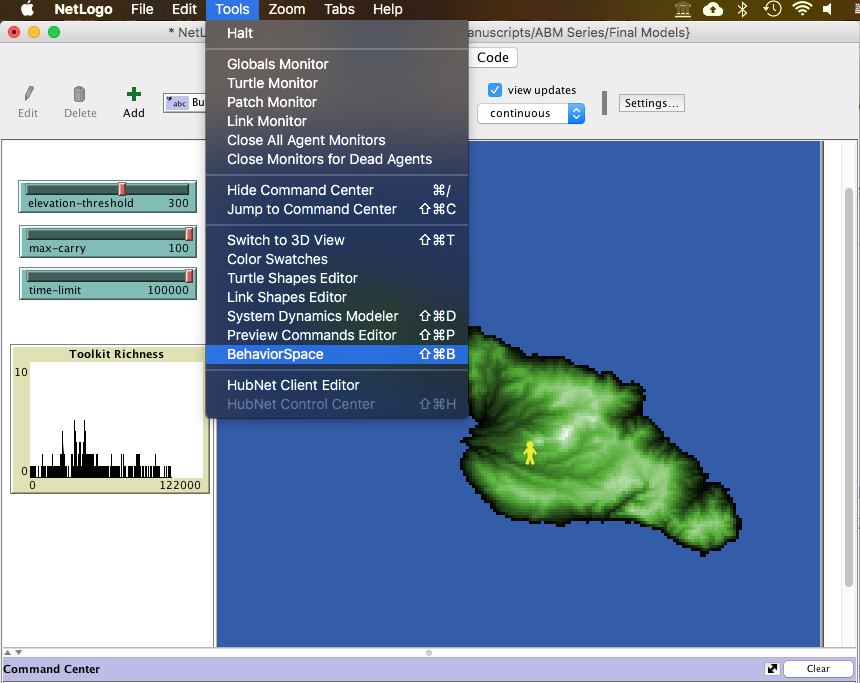 NetLogo File Edit Tools Zoom Tabs Help
* NetL
anuscripts/ABM Series/Final Models}
Halt
Code
Globals Monitor
Turtle Monitor
Patch Monitor
Link Monitor
Close All Agent Monitors
Close Monitors for Dead Agents
Hide Command Center ⌘/
Jump to Command Center ⇧⌘C
Switch to 3D View ⇧⌘T
Color Swatches
Turtle Shapes Editor
Link Shapes Editor
System Dynamics Modeler ⇧⌘D
Preview Commands Editor ⇧⌘P
BehaviorSpace ⇧⌘B
HubNet Client Editor
HubNet Control Center ⇧⌘H
Edit Delete Add
abc Bu
view updates
continuous
Settings...
elevation-threshold 300
max-carry 100
time-limit 100000
Toolkit Richness
10
0
0 122000
Command Center
Clear